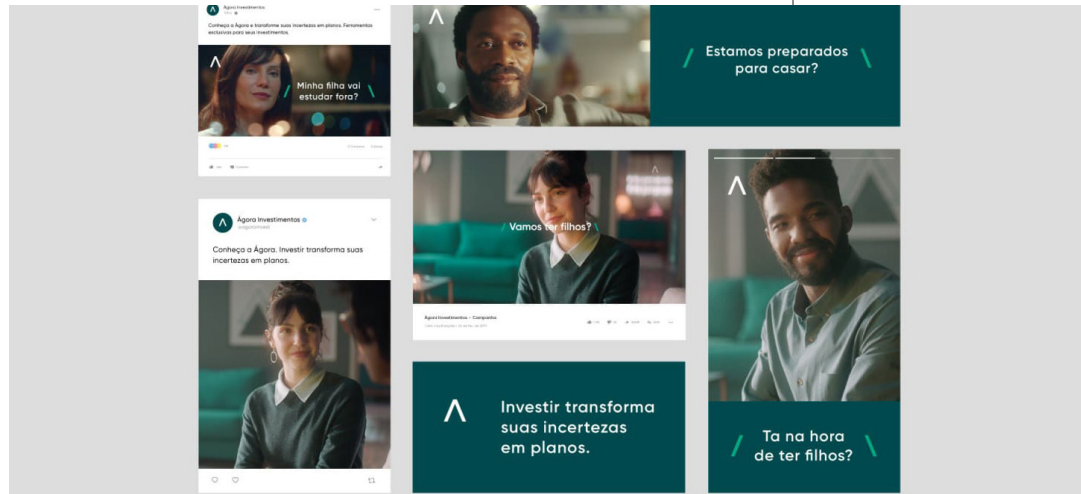 Ágora Investimentos
Conheça a Ágora e transforme suas incertezas em planos. Ferramentas
exclusivas para seus investimentos.
Minha filha vai
estudar fora?
Estamos preparados
para casar?
Ágora Investimentos
Conheça a Ágora. Investir transforma suas
incertezas em planos.
Vamos ter filhos?
Ágora Investimentos – Campanha
Investir transforma
suas incertezas
em planos.
Ta na hora
de ter filhos?